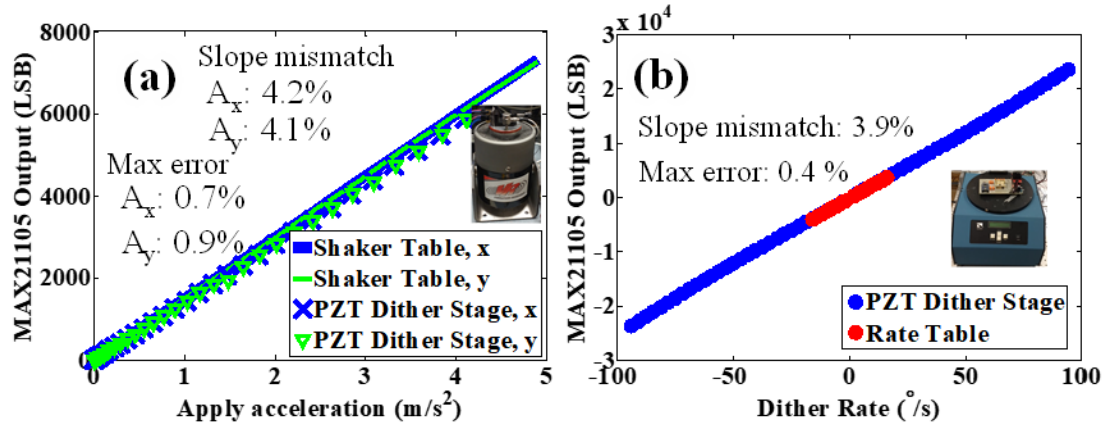 (a)
Slope mismatch
Ax: 4.2%
Ay: 4.1%
Max error
Ax: 0.7%
Ay: 0.9%
Shaker Table, x
Shaker Table, y
PZT Dither Stage, x
PZT Dither Stage, y
MAX21105 Output (LSB)
8000
6000
4000
2000
0
0
1
2
3
4
5
Apply acceleration (m/s²)
x 10⁴
(b)
Slope mismatch: 3.9%
Max error: 0.4 %
PZT Dither Stage
Rate Table
MAX21105 Output (LSB)
3
2
1
0
-1
-2
-3
-100
-50
0
50
100
Dither Rate (°/s)